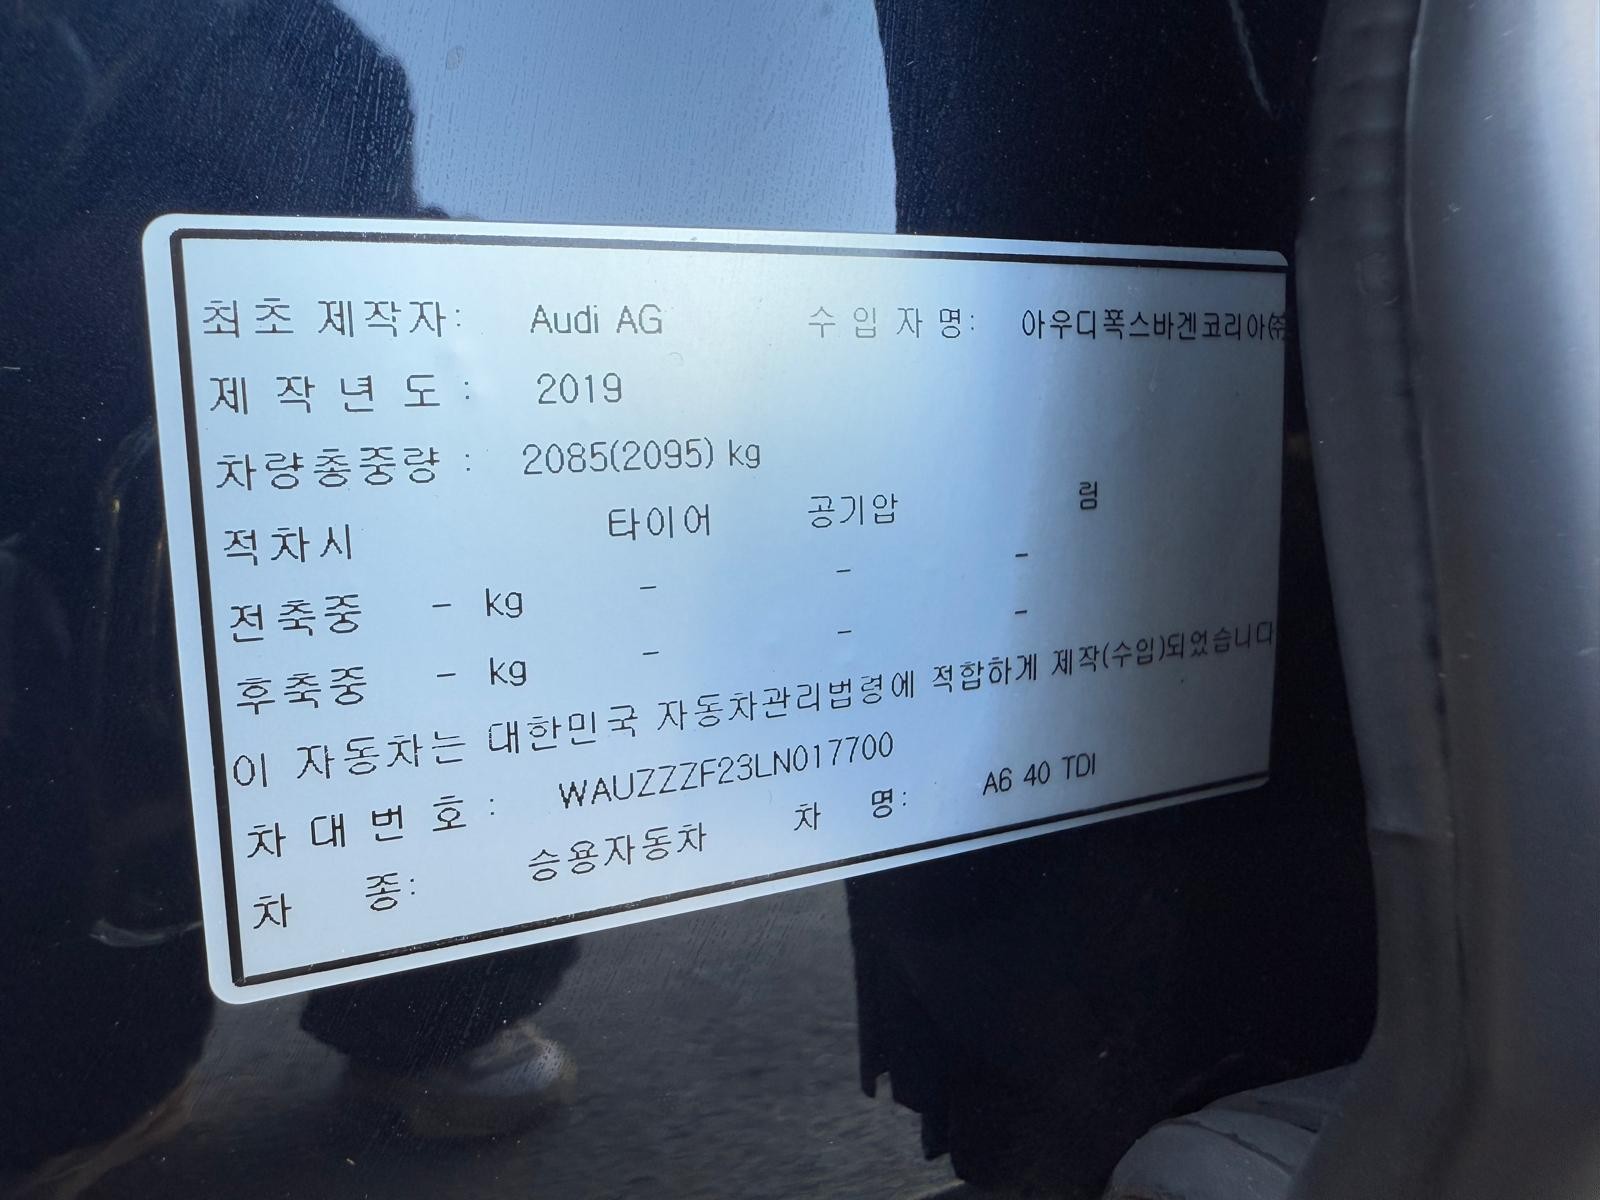 최초 제작자: Audi AG 수 입 자 명: 아우디폭스바겐코리아㈜
제 작 년 도 : 2019
차량총중량 : 2085(2095) kg
적차시 타이어 공기압 림
전축중 - kg - - -
후축중 - kg - - -
이 자동차는 대한민국 자동차관리법령에 적합하게 제작(수입)되었습니다
차 대 번 호 : WAUZZZF23LN017700
차 종: 승용자동차 차 명: A6 40 TDI